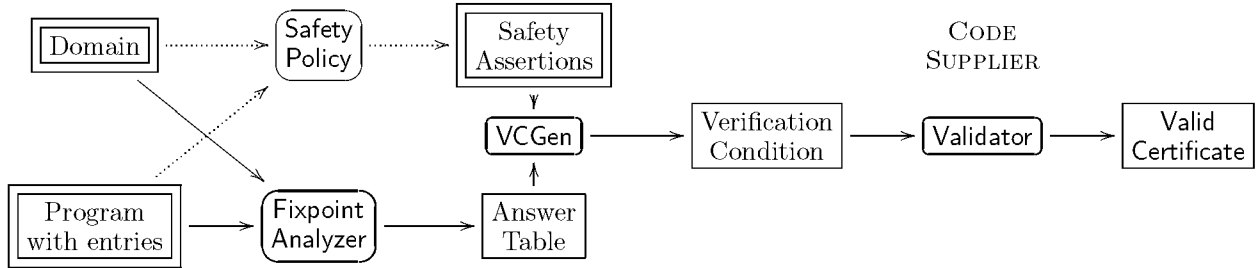 Domain
Safety
Policy
Safety
Assertions
CODE
SUPPLIER
VCGen
Verification
Condition
Validator
Valid
Certificate
Program
with entries
Fixpoint
Analyzer
Answer
Table